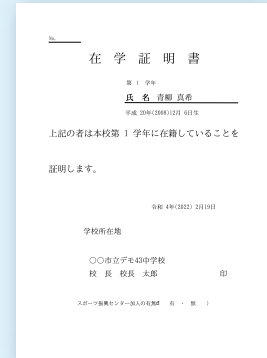 No.
在 学 証 明 書
第 1 学年
氏 名 青柳 真希
平成 20年(2008)12月 6日生
上記の者は本校第 1 学年に在籍していることを
証明します。
令和 4年(2022) 2月19日
学校所在地
〇〇市立デモ43中学校
校 長 校長 太郎 印
スポーツ振興センター加入の有無 有 ・ 無 )